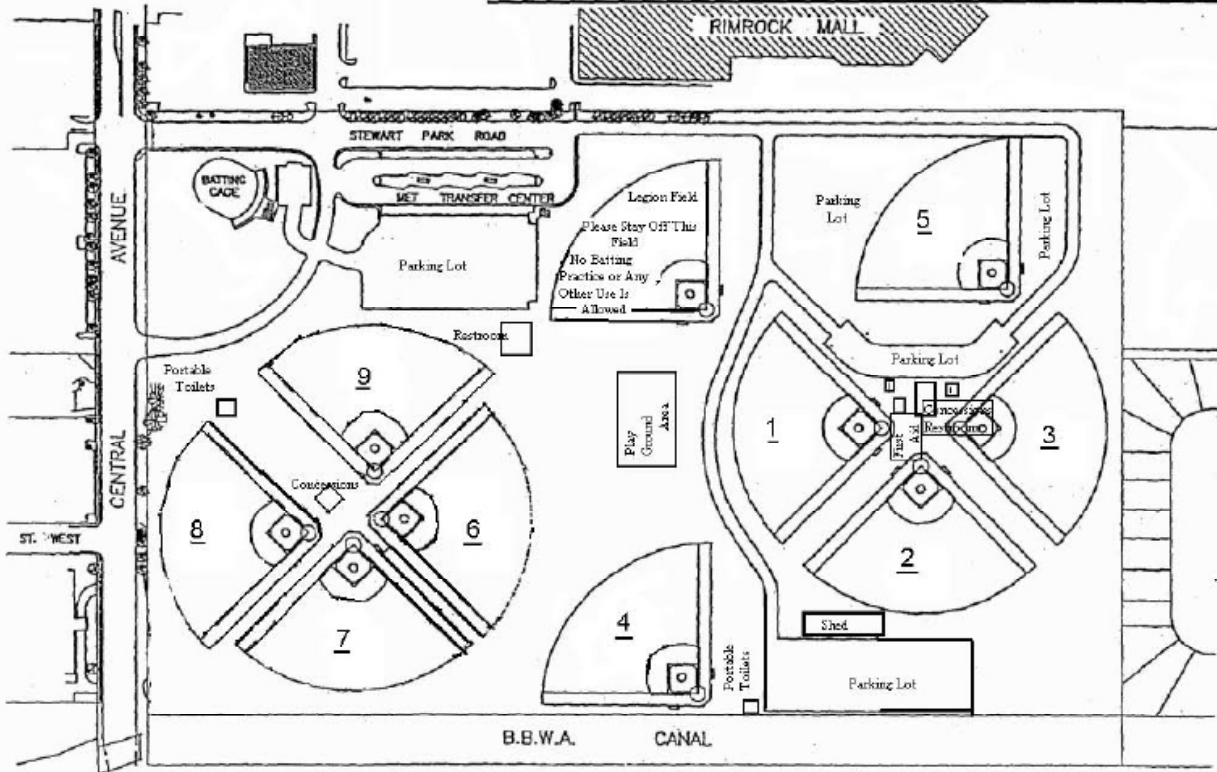 RIMROCK MALL
STEWART PARK ROAD
BATTING
CAGE
MET TRANSFER CENTER
Parking Lot
Legion Field
Please Stay Off This
Field
No Batting
Practice or Any
Other Use Is
Allowed
Parking
Lot
5
Parking Lot
CENTRAL AVENUE
Restroom
Portable
Toilets
9
Parking Lot
Play
Ground
Area
1
First
Aid
Concessions
Restrooms
3
Concessions
8
6
ST. WEST
2
7
4
Shed
Portable
Toilets
Parking Lot
B.B.W.A. CANAL